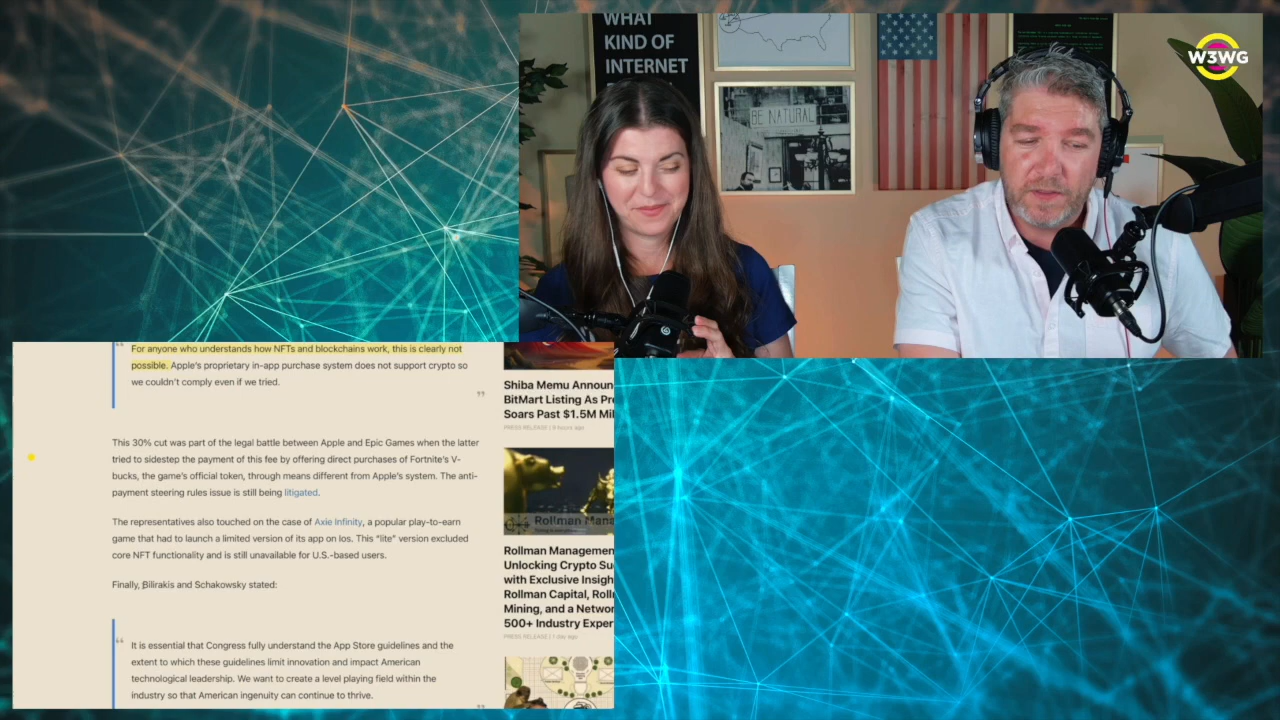 WHAT
KIND OF
INTERNET
BE NATURAL
W3WG
For anyone who understands how NFTs and blockchains work, this is clearly not
possible. Apple's proprietary in-app purchase system does not support crypto so
we couldn't comply even if we tried.
This 30% cut was part of the legal battle between Apple and Epic Games when the latter
tried to sidestep the payment of this fee by offering direct purchases of Fortnite's V-
bucks, the game's official token, through means different from Apple's system. The anti-
payment steering rules issue is still being litigated.
The representatives also touched on the case of Axie Infinity, a popular play-to-earn
game that had to launch a limited version of its app on Ios. This "lite" version excluded
core NFT functionality and is still unavailable for U.S.-based users.
Finally, Bilirakis and Schakowsky stated:
It is essential that Congress fully understand the App Store guidelines and the
extent to which these guidelines limit innovation and impact American
technological leadership. We want to create a level playing field within the
industry so that American ingenuity can continue to thrive.
Shiba Memu Announ
BitMart Listing As Pre
Soars Past $1.5M Mil
PRESS RELEASE | 9 hours ago
Rollman Mana
Rollman Managemen
Unlocking Crypto Su
with Exclusive Insigh
Rollman Capital, Roll
Mining, and a Networ
500+ Industry Exper
PRESS RELEASE | 1 day ago